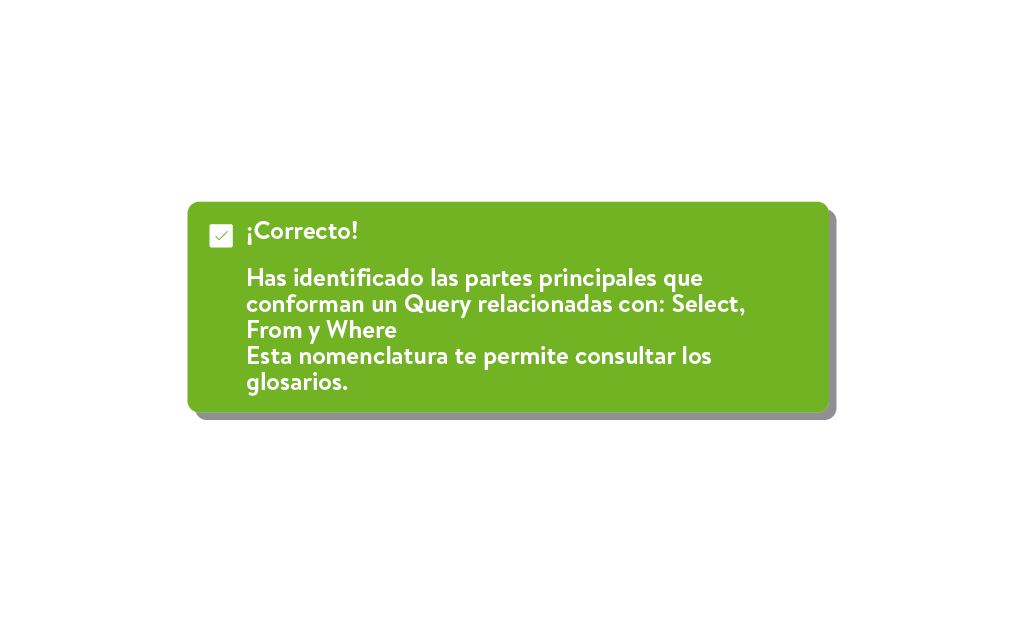 ¡Correcto!
Has identificado las partes principales que
conforman un Query relacionadas con: Select,
From y Where
Esta nomenclatura te permite consultar los
glosarios.